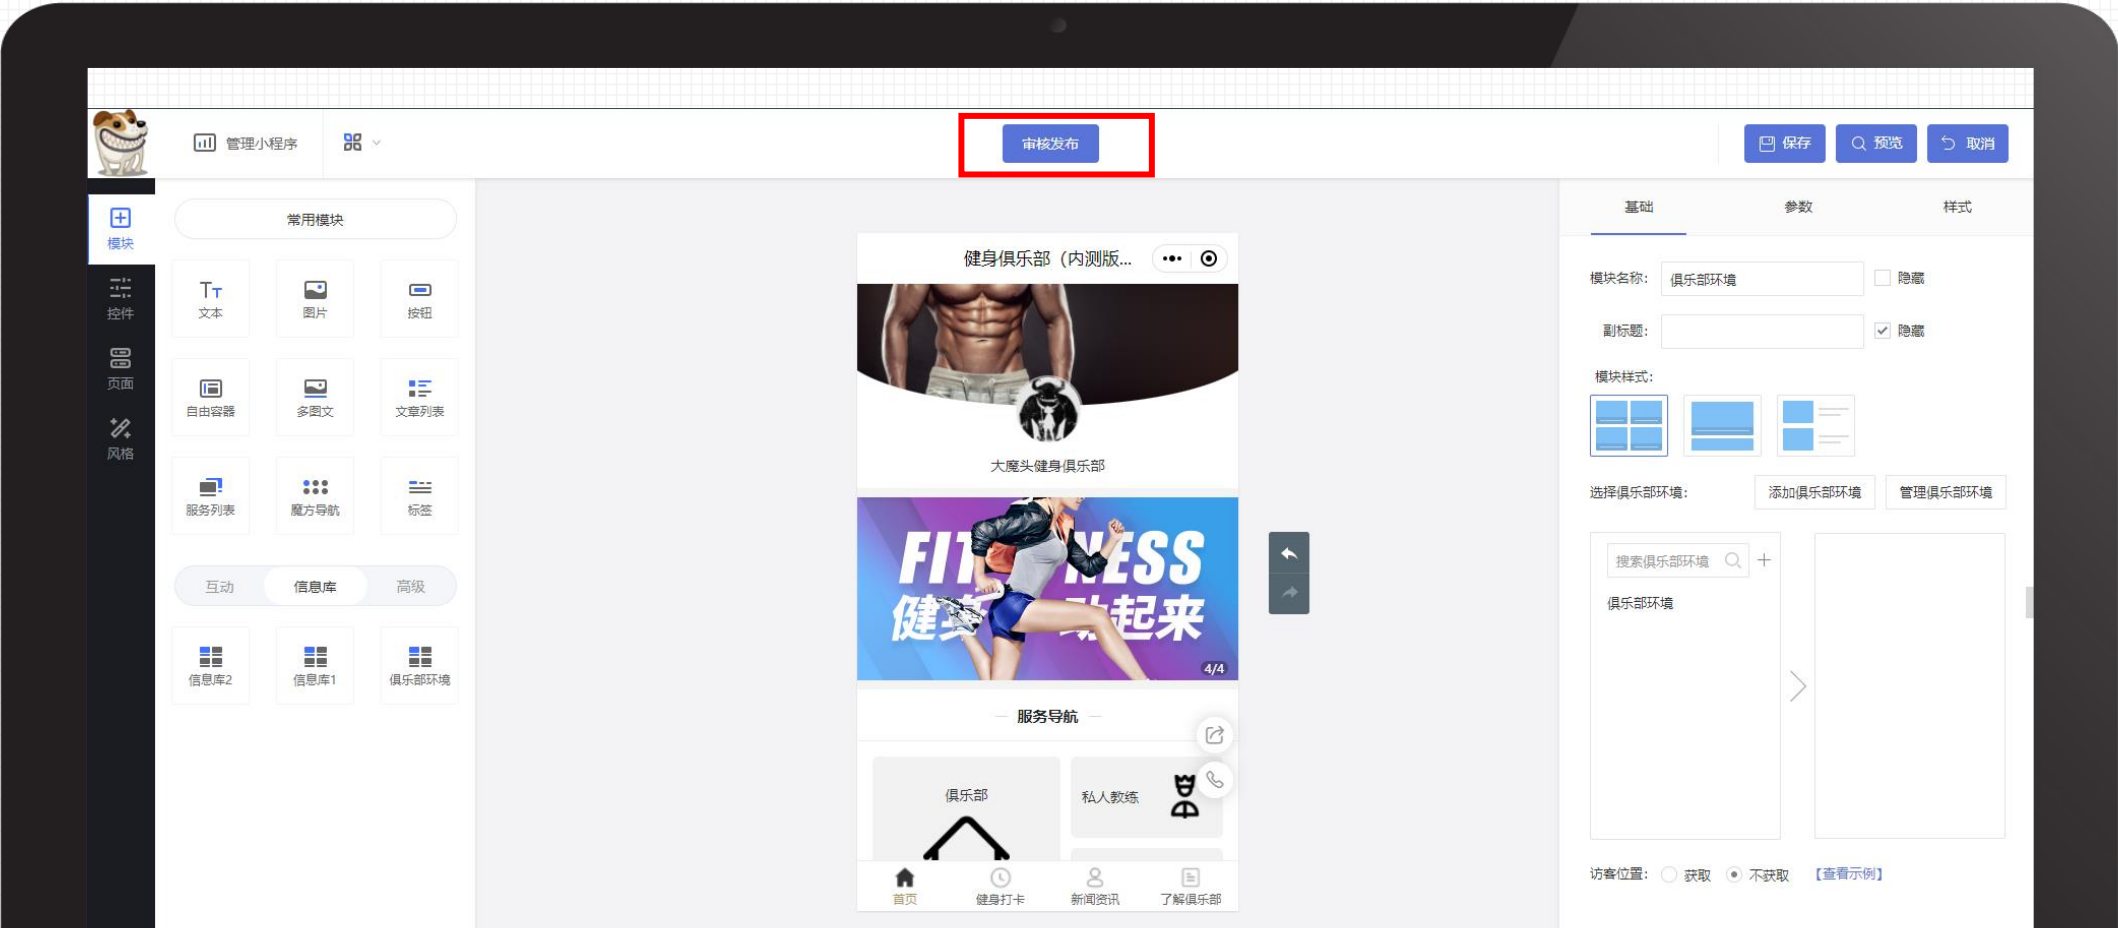 管理小程序
审核发布
保存
预览
取消
模块
控件
页面
风格
常用模块
文本
图片
按钮
自由容器
多图文
文章列表
服务列表
魔方导航
标签
互动
信息库
高级
信息库2
信息库1
俱乐部环境
健身俱乐部（内测版...
大魔头健身俱乐部
FITNESS
健身 动起来
4/4
服务导航
俱乐部
私人教练
首页
健身打卡
新闻资讯
了解俱乐部
基础
参数
样式
模块名称： 俱乐部环境 隐藏
副标题： 隐藏
模块样式：
选择俱乐部环境： 添加俱乐部环境 管理俱乐部环境
搜索俱乐部环境
俱乐部环境
访客位置： 获取 不获取 【查看示例】